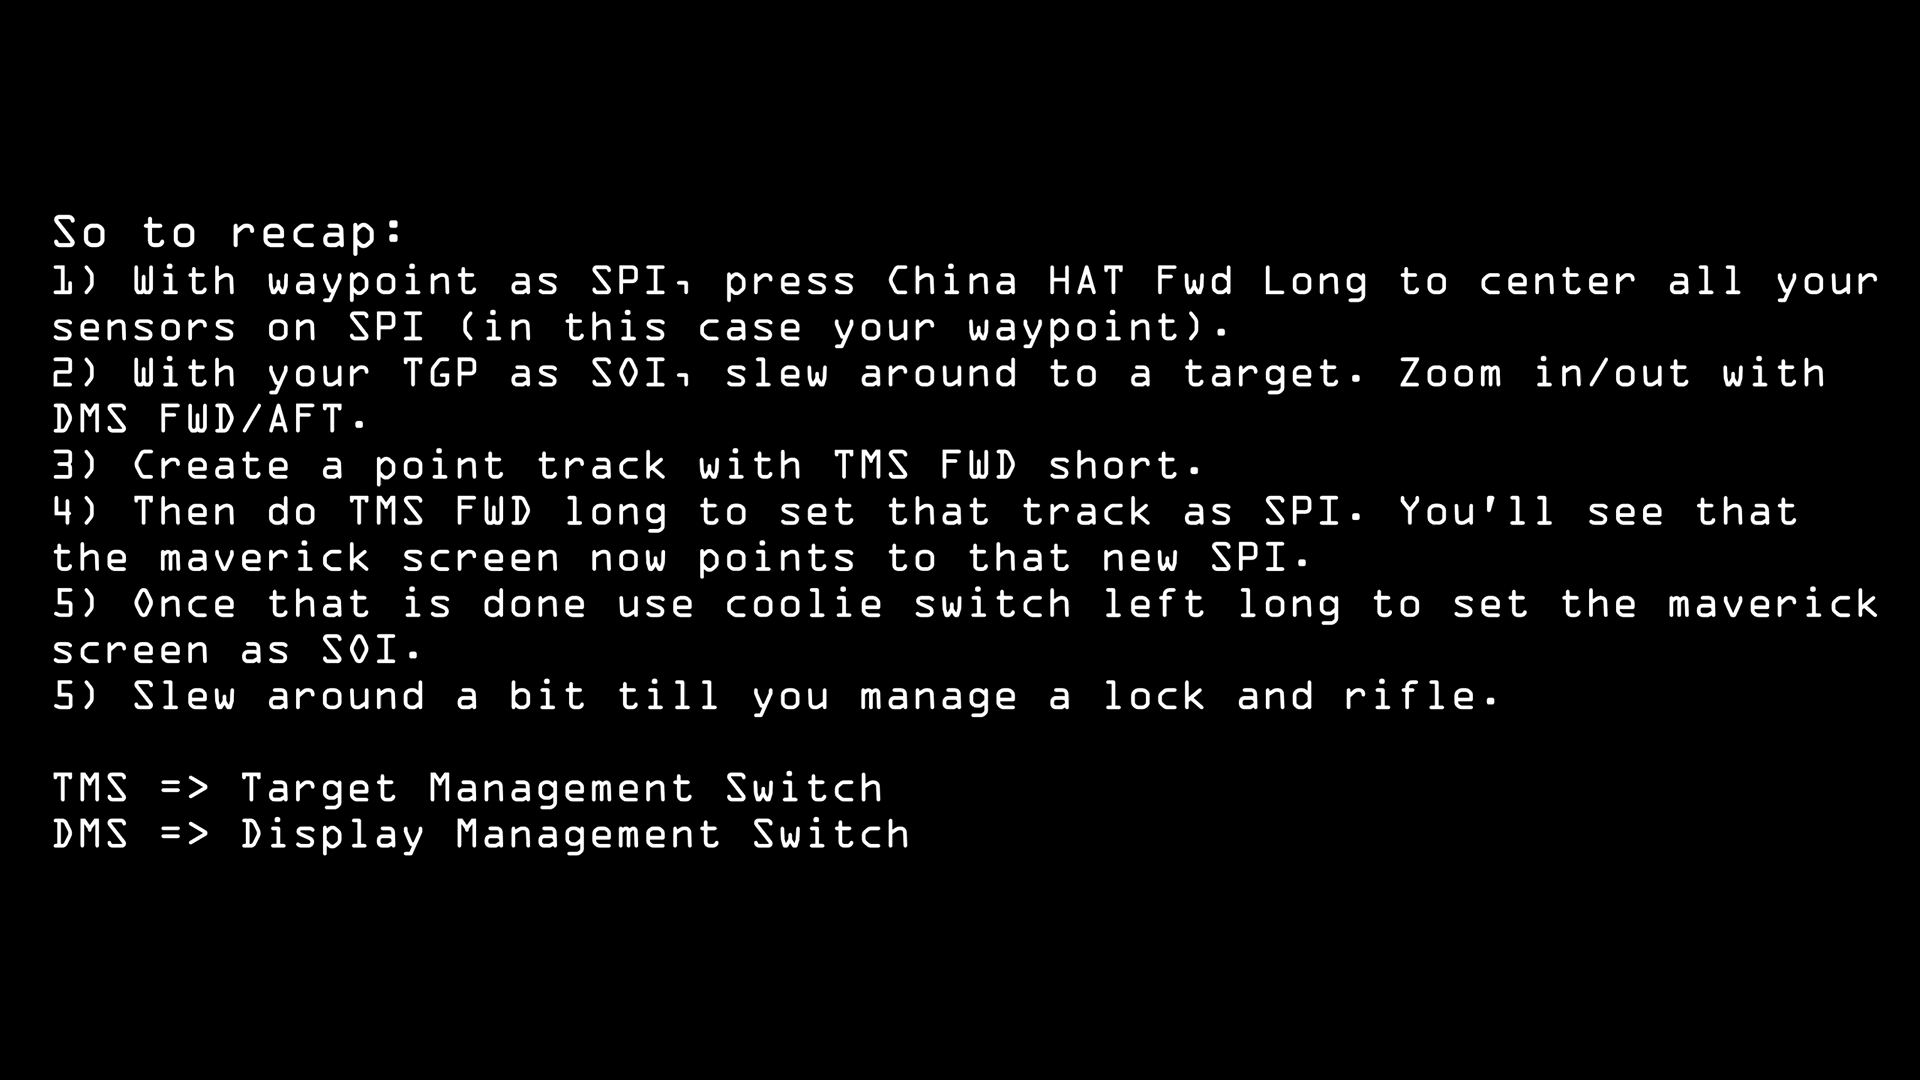 So to recap:
1) With waypoint as SPI, press China HAT Fwd Long to center all your
sensors on SPI (in this case your waypoint).
2) With your TGP as SOI, slew around to a target. Zoom in/out with
DMS FWD/AFT.
3) Create a point track with TMS FWD short.
4) Then do TMS FWD long to set that track as SPI. You'll see that
the maverick screen now points to that new SPI.
5) Once that is done use coolie switch left long to set the maverick
screen as SOI.
5) Slew around a bit till you manage a lock and rifle.

TMS => Target Management Switch
DMS => Display Management Switch